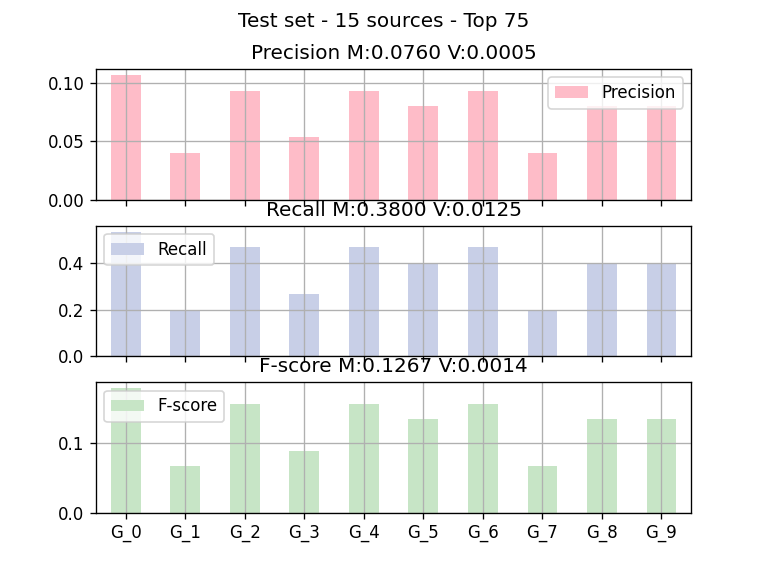 Test set - 15 sources - Top 75
Precision M:0.0760 V:0.0005
0.10
0.05
0.00
Precision
Recall M:0.3800 V:0.0125
0.4
0.2
0.0
Recall
F-score M:0.1267 V:0.0014
0.1
0.0
F-score
G_0 G_1 G_2 G_3 G_4 G_5 G_6 G_7 G_8 G_9